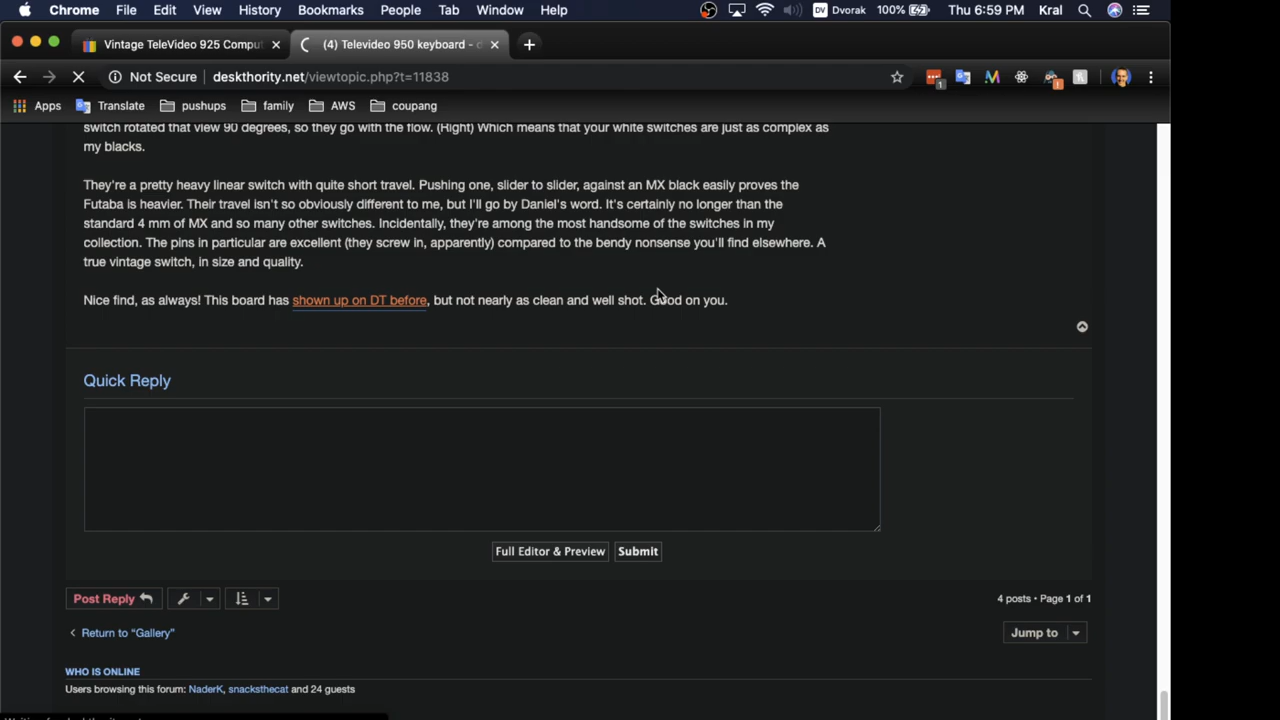 Chrome File Edit View History Bookmarks People Tab Window Help DV Dvorak 100% Thu 6:59 PM Kral
Vintage TeleVideo 925 Comput (4) Televideo 950 keyboard - d
Not Secure deskthority.net/viewtopic.php?t=11838
Apps Translate pushups family AWS coupang
switch rotated that view 90 degrees, so they go with the flow. (Right) Which means that your white switches are just as complex as
my blacks.
They're a pretty heavy linear switch with quite short travel. Pushing one, slider to slider, against an MX black easily proves the
Futaba is heavier. Their travel isn't so obviously different to me, but I'll go by Daniel's word. It's certainly no longer than the
standard 4 mm of MX and so many other switches. Incidentally, they're among the most handsome of the switches in my
collection. The pins in particular are excellent (they screw in, apparently) compared to the bendy nonsense you'll find elsewhere. A
true vintage switch, in size and quality.
Nice find, as always! This board has shown up on DT before, but not nearly as clean and well shot. Good on you.
Quick Reply
Full Editor & Preview Submit
Post Reply 4 posts • Page 1 of 1
Return to “Gallery” Jump to
WHO IS ONLINE
Users browsing this forum: NaderK, snacksthecat and 24 guests